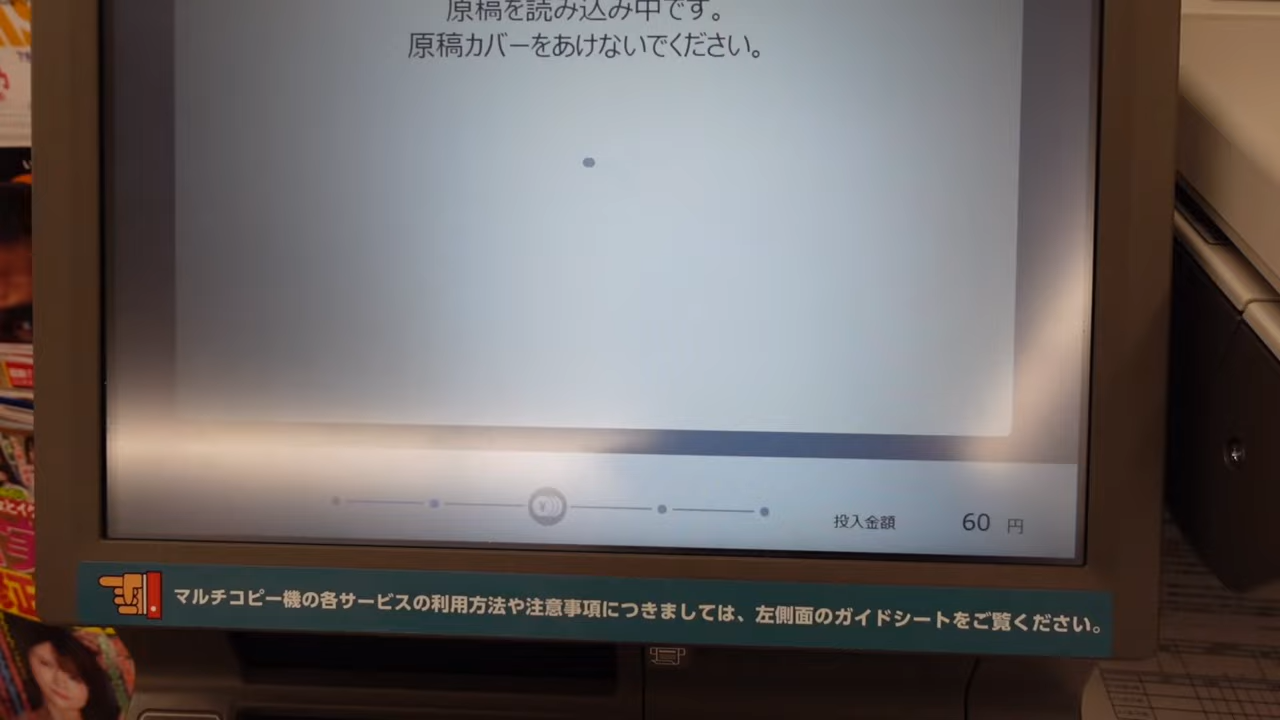 原稿を読み込み中です。
原稿カバーをあけないでください。
¥
投入金額 60 円
マルチコピー機の各サービスの利用方法や注意事項につきましては、左側面のガイドシートをご覧ください。